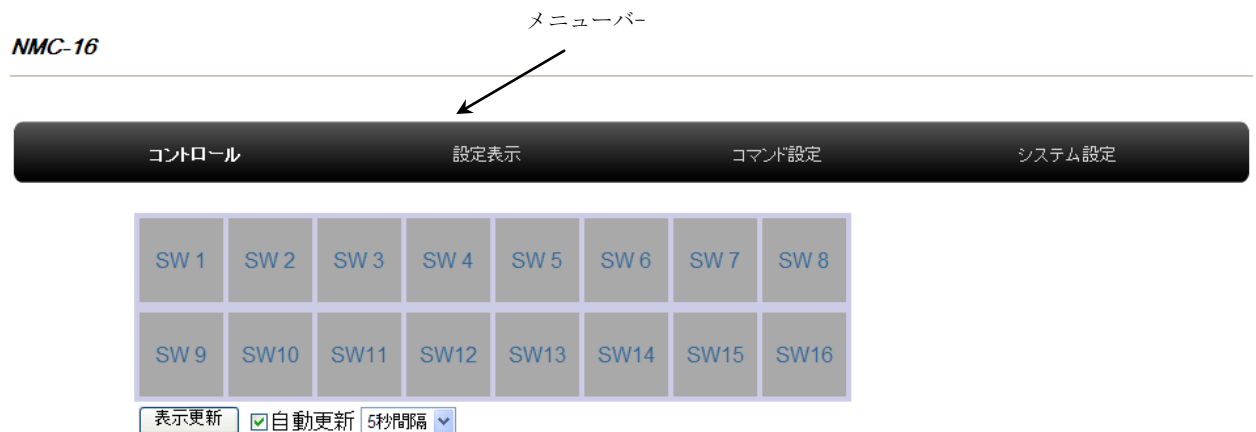 メニューバ-
NMC-16
コントロール 設定表示 コマンド設定 システム設定
SW 1 SW 2 SW 3 SW 4 SW 5 SW 6 SW 7 SW 8
SW 9 SW10 SW11 SW12 SW13 SW14 SW15 SW16
表示更新 自動更新 5秒間隔